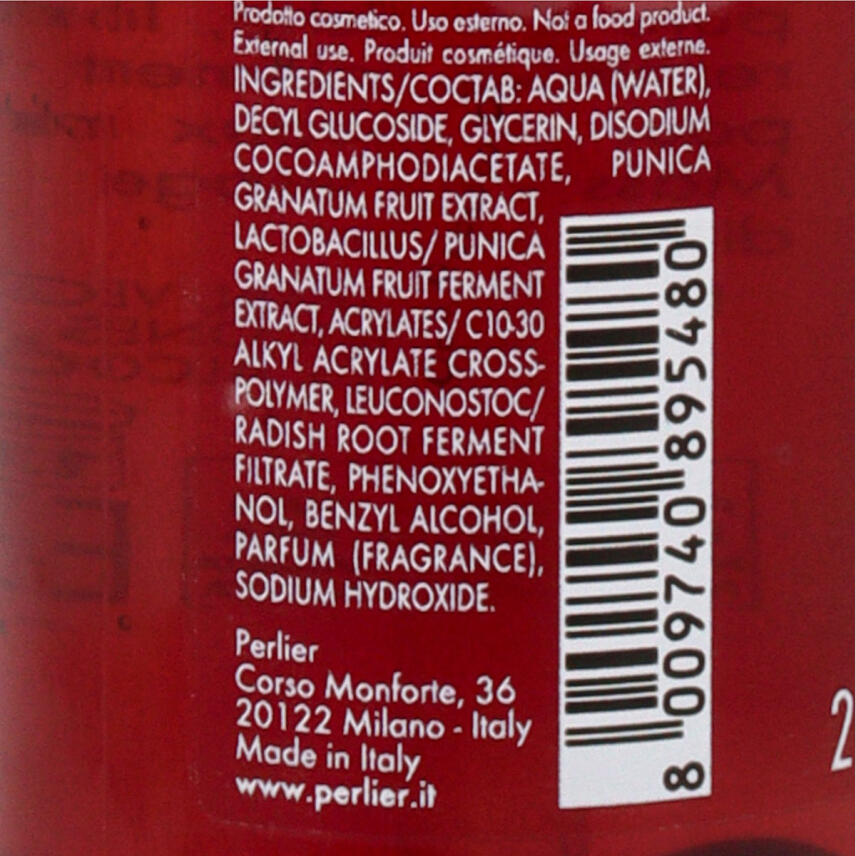 Prodotto cosmetico. Uso esterno. Not a food product.
External use. Produit cosmétique. Usage externe.
INGREDIENTS/СОСТАВ: AQUA (WATER),
DECYL GLUCOSIDE, GLYCERIN, DISODIUM
COCOAMPHODIACETATE, PUNICA
GRANATUM FRUIT EXTRACT,
LACTOBACILLUS/ PUNICA
GRANATUM FRUIT FERMENT
EXTRACT, ACRYLATES/ C10-30
ALKYL ACRYLATE CROSS-
POLYMER, LEUCONOSTOC/
RADISH ROOT FERMENT
FILTRATE, PHENOXYETHA-
NOL, BENZYL ALCOHOL,
PARFUM (FRAGRANCE),
SODIUM HYDROXIDE.
Perlier
Corso Monforte, 36
20122 Milano - Italy
Made in Italy
www.perlier.it
8 009740 895480
2